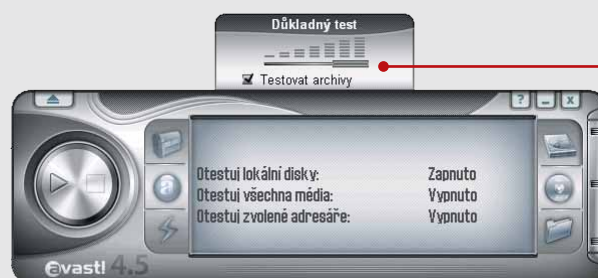 Důkladný test
Testovat archivy
Otestuj lokální disky: Zapnuto
Otestuj všechna média: Vypnuto
Otestuj zvolené adresáře: Vypnuto
avast! 4.5